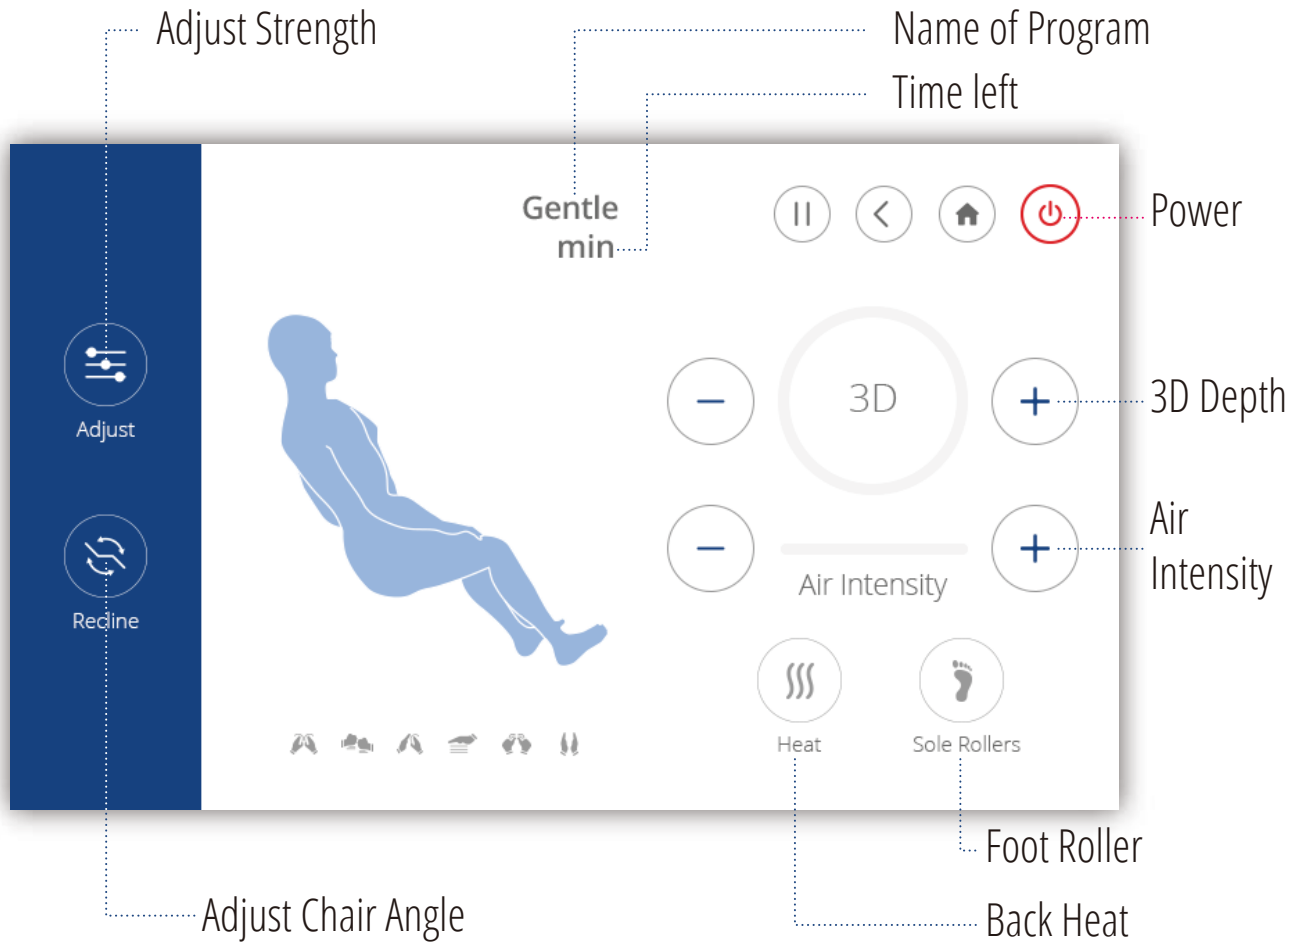 Adjust Strength
Name of Program
Time left
Gentle
min
Power
3D
3D Depth
Adjust
Air
Intensity
Air Intensity
Recline
Heat
Sole Rollers
Foot Roller
Adjust Chair Angle
Back Heat